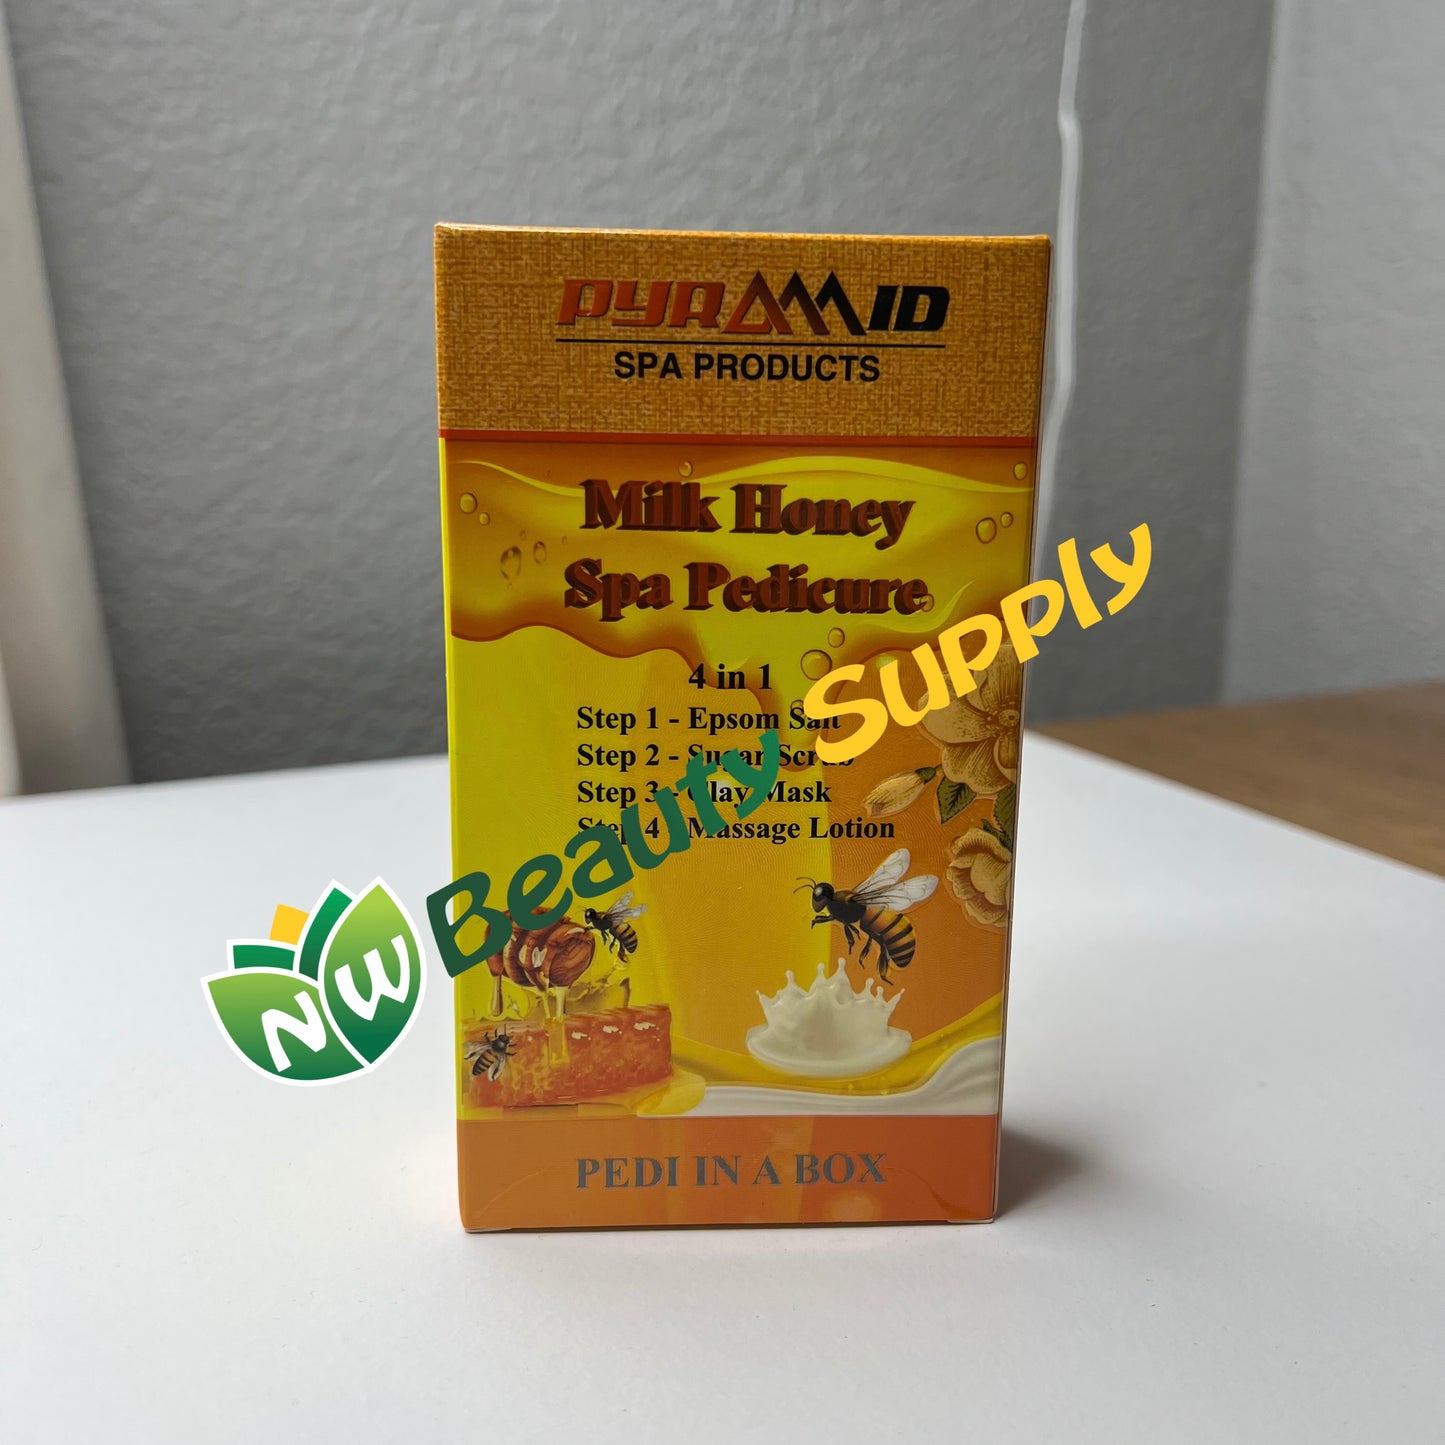 PYRAMID
SPA PRODUCTS
Milk Honey
Spa Pedicure
4 in 1
Step 1 - Epsom Salt
Step 2 - Sugar Scrub
Step 3 - Clay Mask
Step 4 - Massage Lotion
NW Beauty Supply
PEDI IN A BOX